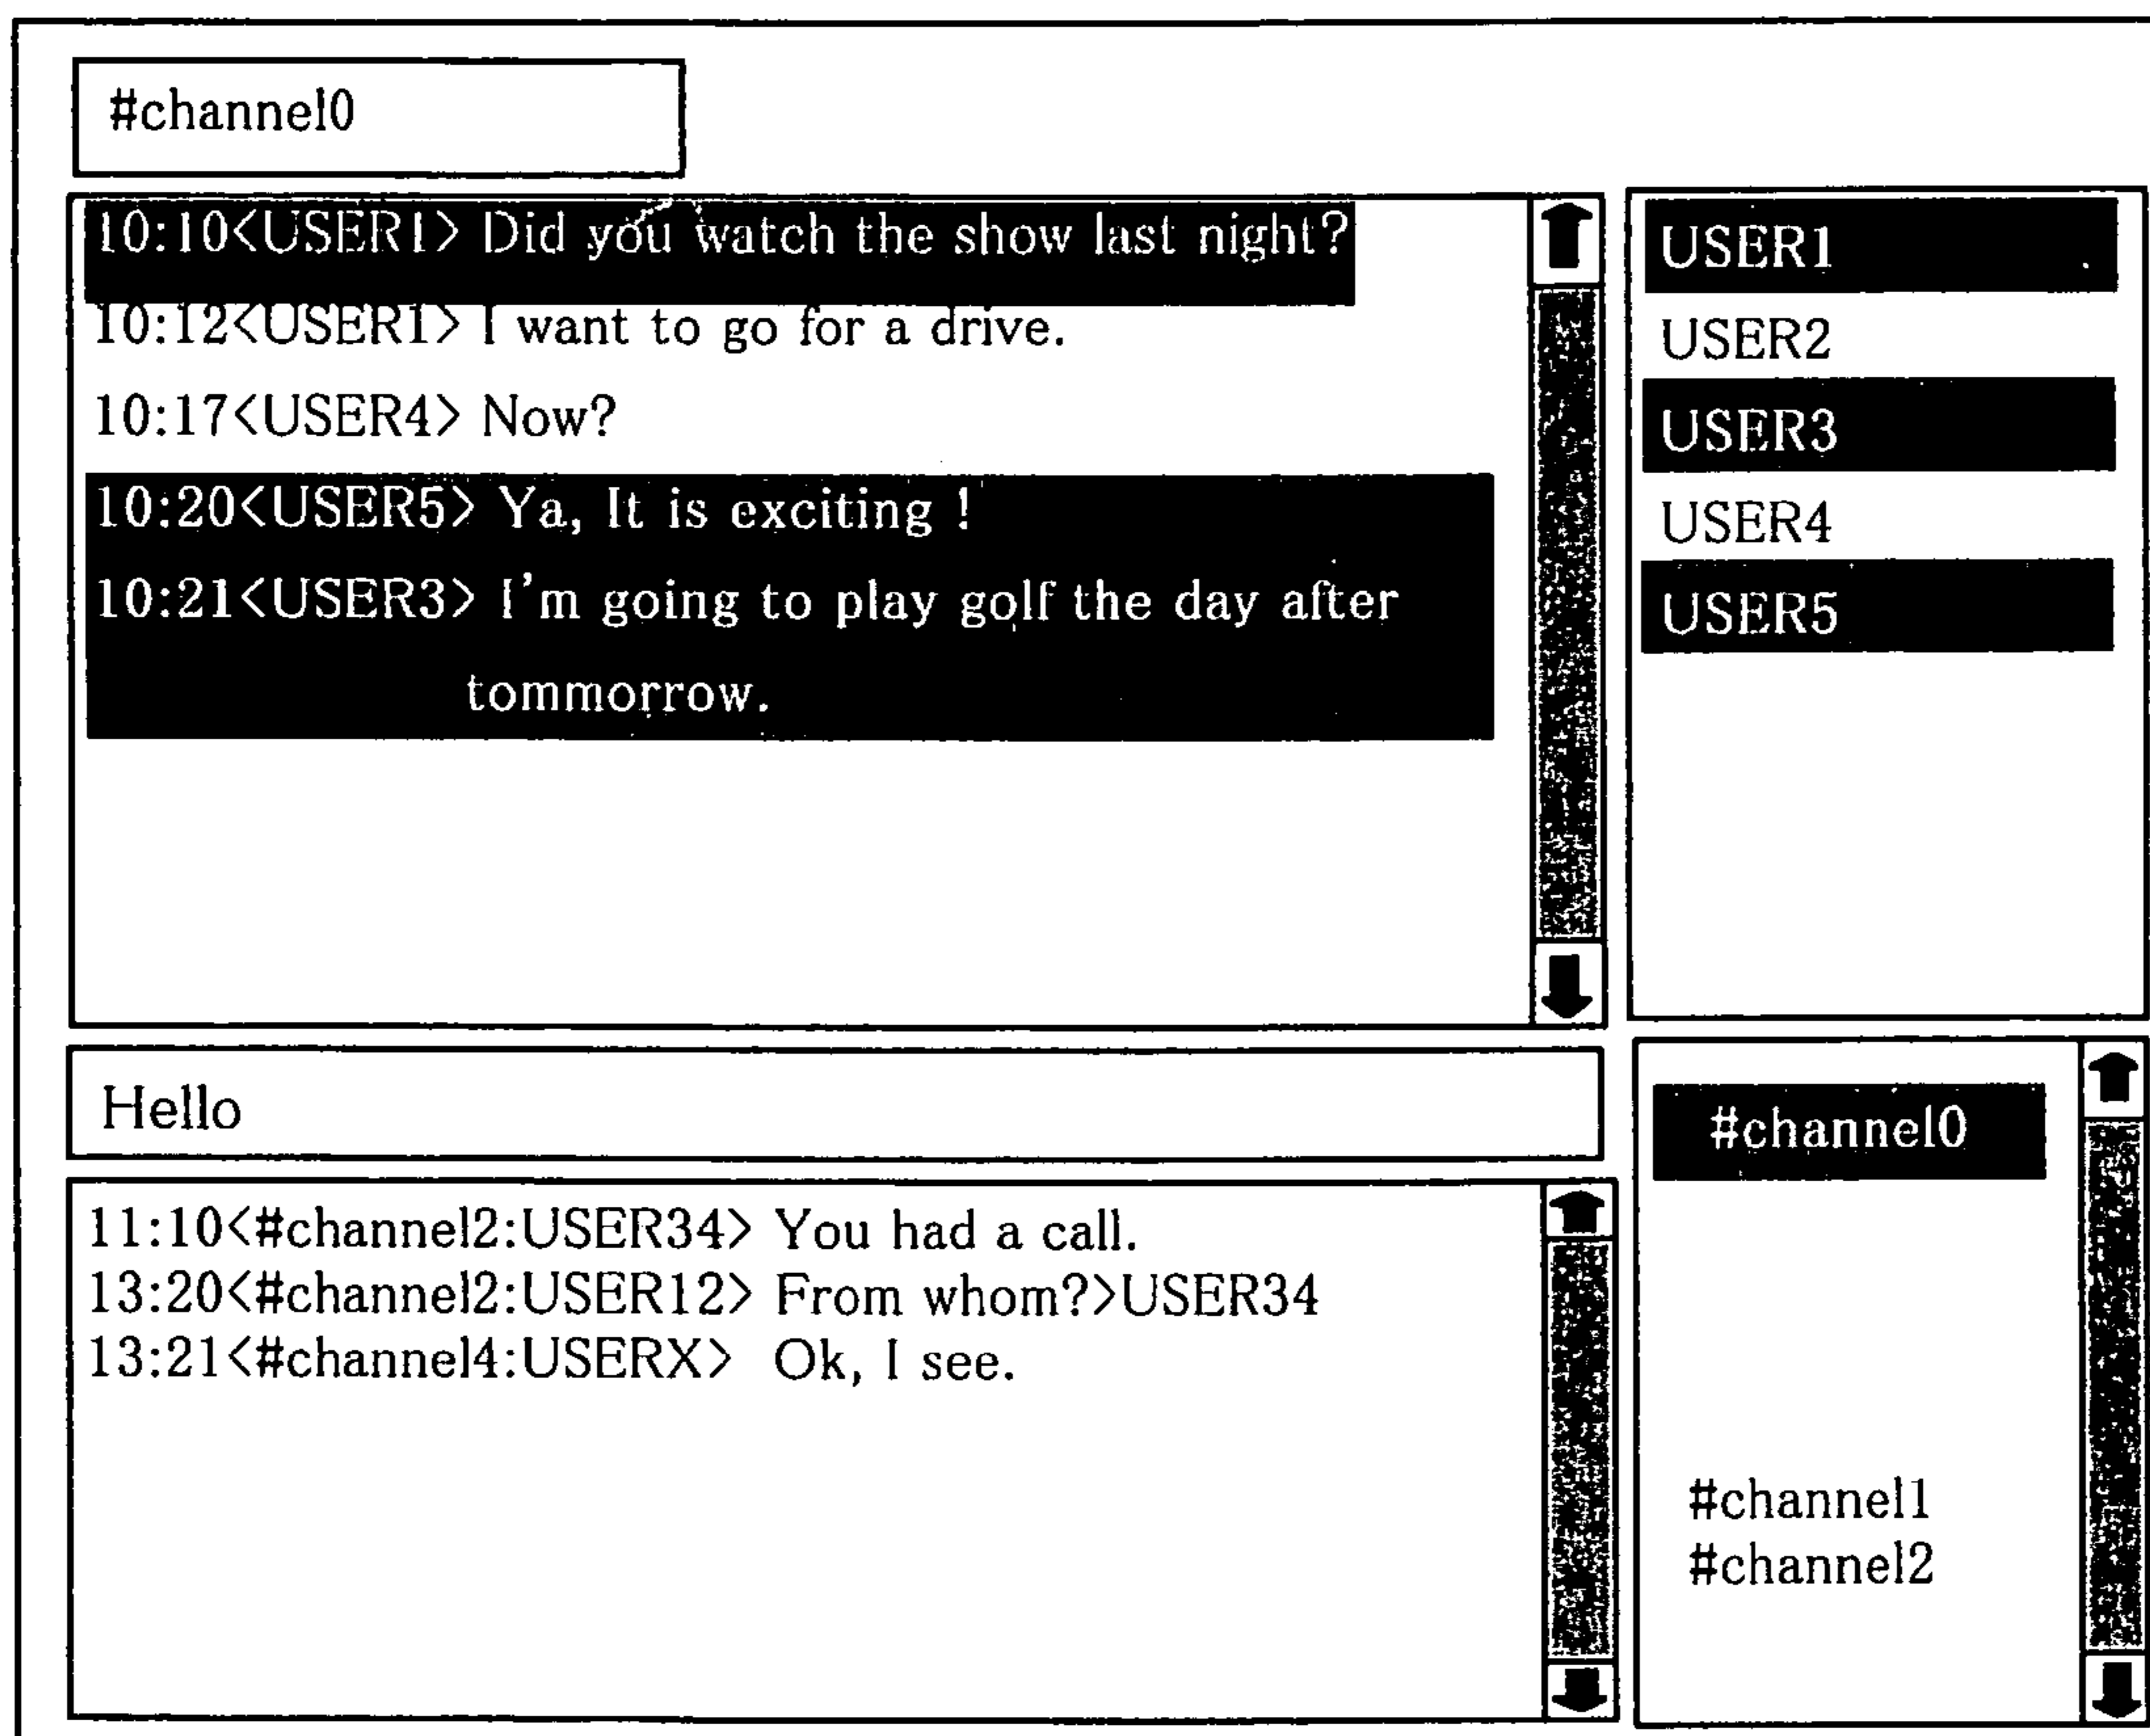 #channel0
10:10<USER1> Did you watch the show last night?
10:12<USER1> I want to go for a drive.
10:17<USER4> Now?
10:20<USER5> Ya, It is exciting !
10:21<USER3> I'm going to play golf the day after
tommorrow.
USER1
USER2
USER3
USER4
USER5
Hello
11:10<#channel2:USER34> You had a call.
13:20<#channel2:USER12> From whom?>USER34
13:21<#channel4:USERX> Ok, I see.
#channel0
#channel1
#channel2